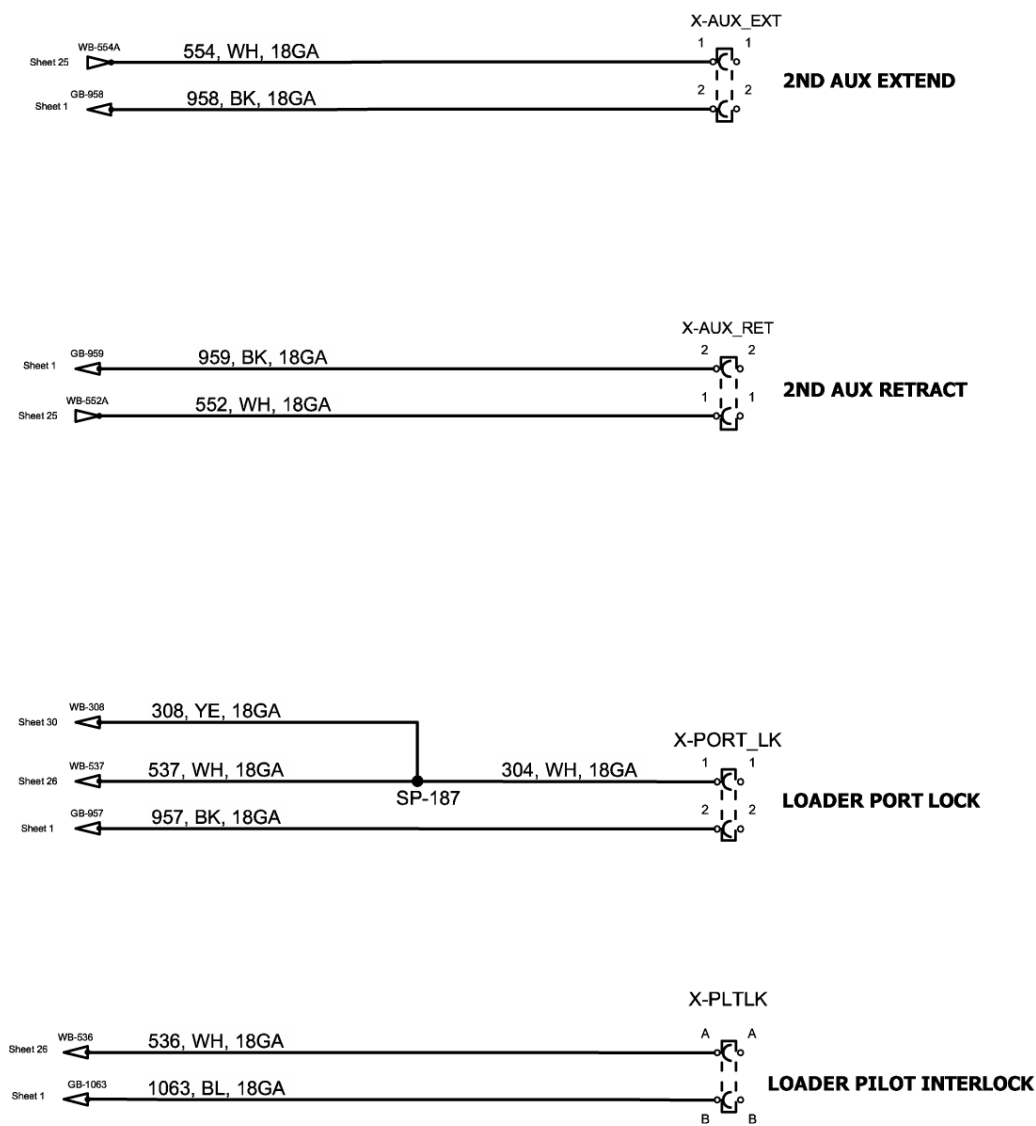 X-AUX_EXT
WB-554A
554, WH, 18GA
1 1
Sheet 25
2ND AUX EXTEND
GB-958
958, BK, 18GA
2 2
Sheet 1
X-AUX_RET
GB-959
959, BK, 18GA
2 2
Sheet 1
2ND AUX RETRACT
WB-552A
552, WH, 18GA
1 1
Sheet 25
WB-308
308, YE, 18GA
Sheet 30
X-PORT_LK
WB-537
537, WH, 18GA
304, WH, 18GA
1 1
Sheet 26
SP-187
LOADER PORT LOCK
GB-957
957, BK, 18GA
2 2
Sheet 1
X-PLTLK
WB-536
536, WH, 18GA
A A
Sheet 26
LOADER PILOT INTERLOCK
GB-1063
1063, BL, 18GA
Sheet 1
B B